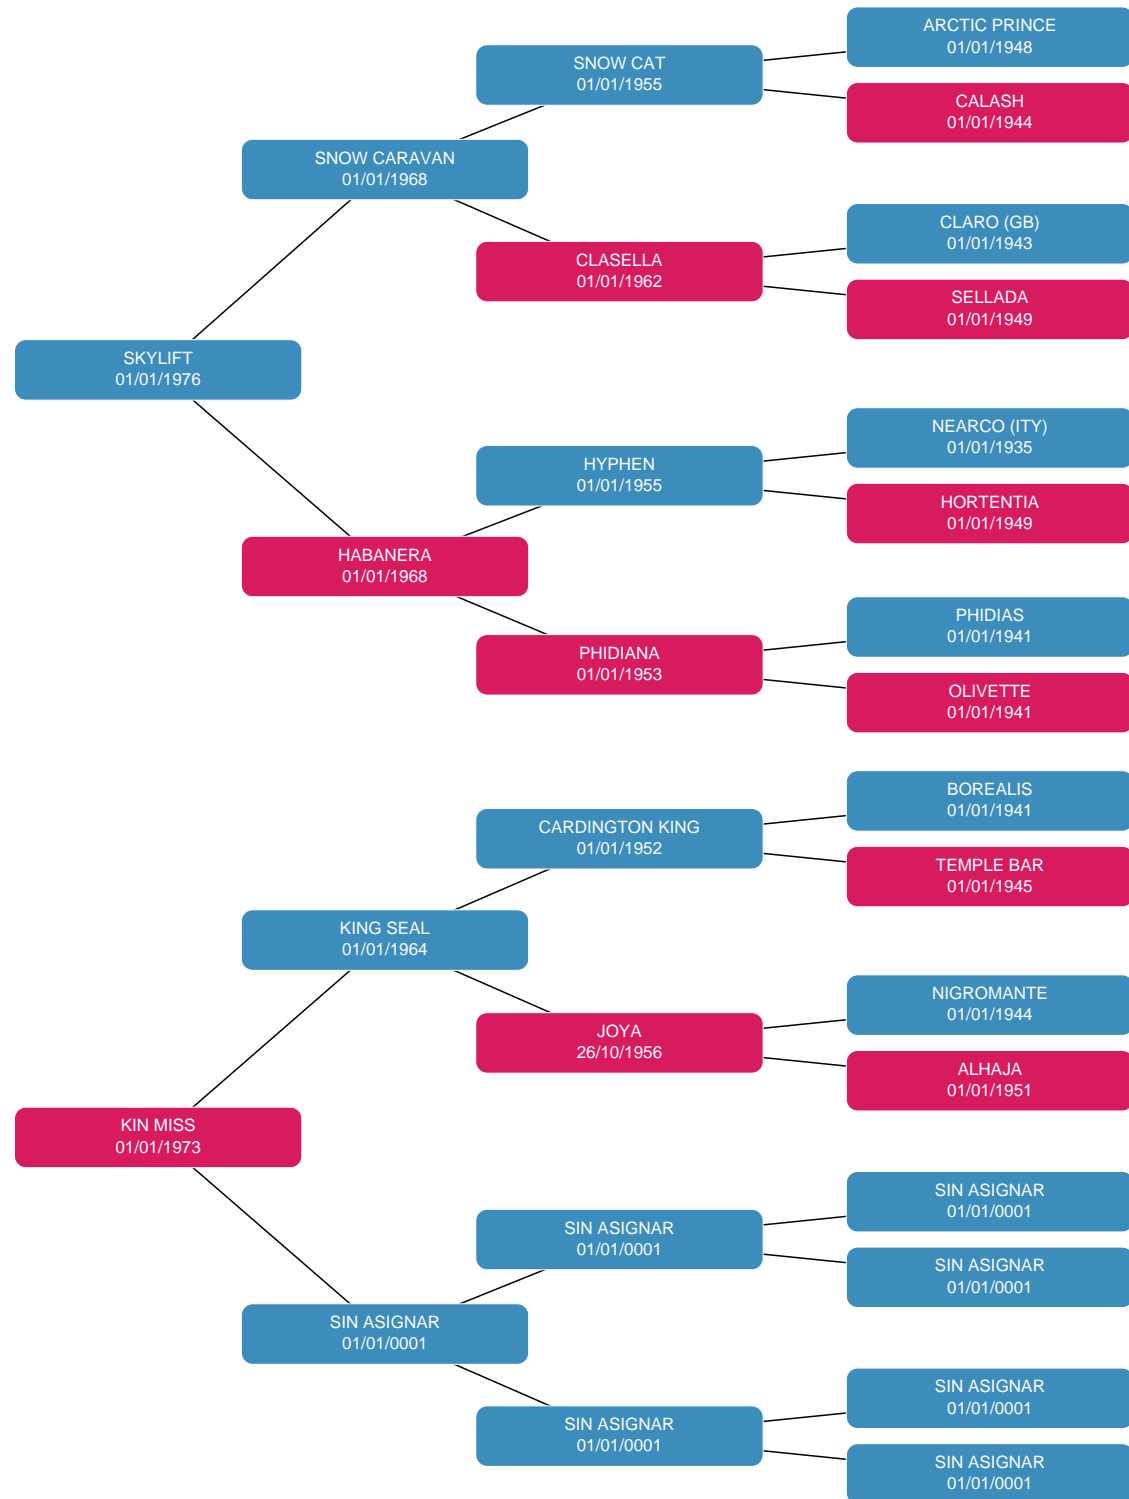 ARCTIC PRINCE
01/01/1948
SNOW CAT
01/01/1955
CALASH
01/01/1944
SNOW CARAVAN
01/01/1968
CLARO (GB)
01/01/1943
CLASELLA
01/01/1962
SELLADA
01/01/1949
SKYLIFT
01/01/1976
NEARCO (ITY)
01/01/1935
HYPHEN
01/01/1955
HORTENTIA
01/01/1949
HABANERA
01/01/1968
PHIDIAS
01/01/1941
PHIDIANA
01/01/1953
OLIVETTE
01/01/1941
BOREALIS
01/01/1941
CARDINGTON KING
01/01/1952
TEMPLE BAR
01/01/1945
KING SEAL
01/01/1964
NIGROMANTE
01/01/1944
JOYA
26/10/1956
ALHAJA
01/01/1951
KIN MISS
01/01/1973
SIN ASIGNAR
01/01/0001
SIN ASIGNAR
01/01/0001
SIN ASIGNAR
01/01/0001
SIN ASIGNAR
01/01/0001
SIN ASIGNAR
01/01/0001
SIN ASIGNAR
01/01/0001
SIN ASIGNAR
01/01/0001